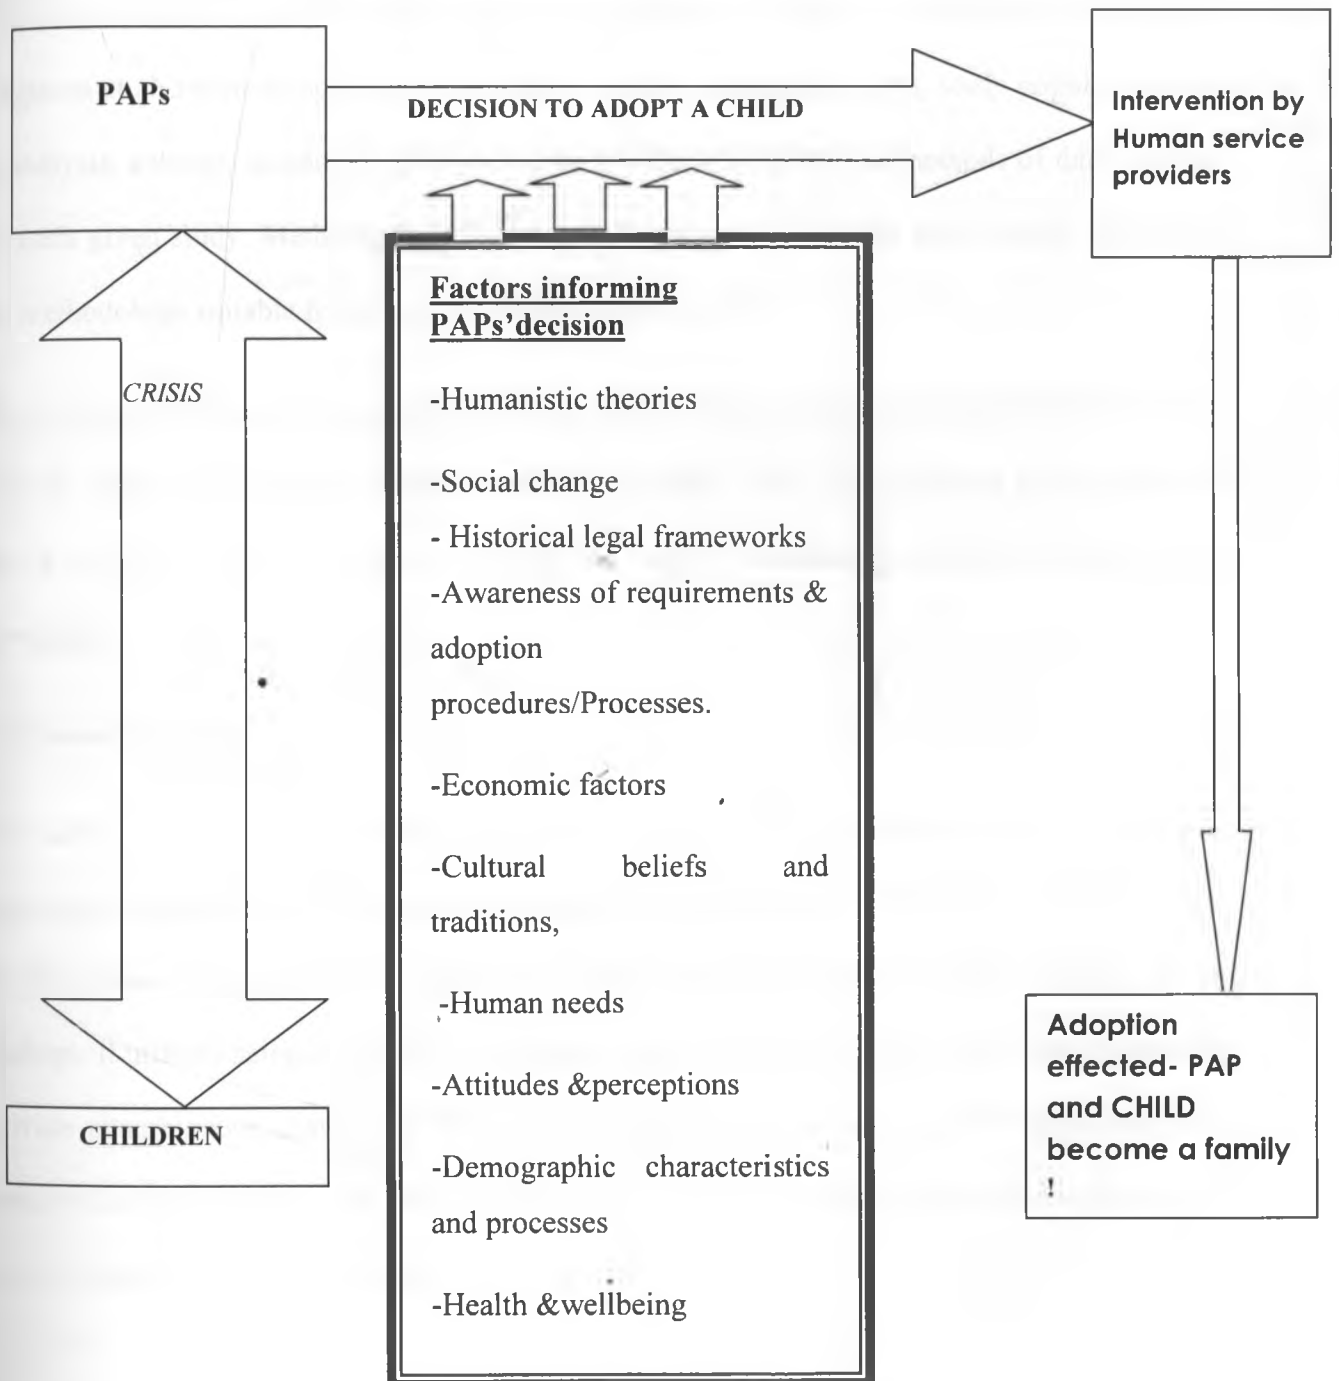 PAPs
DECISION TO ADOPT A CHILD
Intervention by
Human service
providers
CRISIS
Factors informing
PAPs'decision
-Humanistic theories
-Social change
- Historical legal frameworks
-Awareness of requirements &
adoption
procedures/Processes.
-Economic factors
-Cultural beliefs and
traditions,
-Human needs
-Attitudes &perceptions
-Demographic characteristics
and processes
-Health &wellbeing
CHILDREN
Adoption
effected- PAP
and CHILD
become a family
!